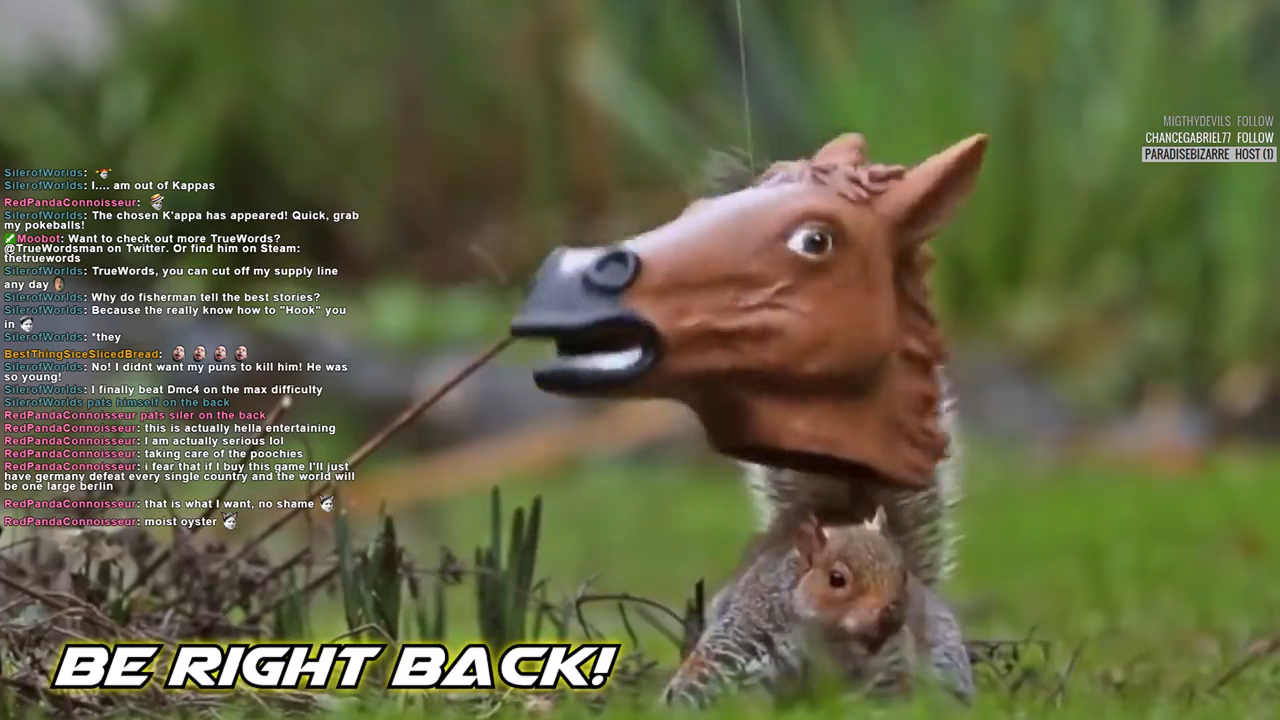 MIGTHYDEVILS FOLLOW
CHANCEGABRIEL77 FOLLOW
PARADISEBIZARRE HOST (1)
SilerofWorlds:
SilerofWorlds: I.... am out of Kappas
RedPandaConnoisseur:
SilerofWorlds: The chosen K'appa has appeared! Quick, grab
my pokeballs!
Moobot: Want to check out more TrueWords?
@TrueWordsman on Twitter. Or find him on Steam:
thetruewords
SilerofWorlds: TrueWords, you can cut off my supply line
any day
SilerofWorlds: Why do fisherman tell the best stories?
SilerofWorlds: Because the really know how to "Hook" you
in
SilerofWorlds: *they
BestThingSiceSlicedBread:
SilerofWorlds: No! I didnt want my puns to kill him! He was
so young!
SilerofWorlds: I finally beat Dmc4 on the max difficulty
SilerofWorlds pats himself on the back
RedPandaConnoisseur pats siler on the back
RedPandaConnoisseur: this is actually hella entertaining
RedPandaConnoisseur: I am actually serious lol
RedPandaConnoisseur: taking care of the poochies
RedPandaConnoisseur: i fear that if I buy this game I'll just
have germany defeat every single country and the world will
be one large berlin
RedPandaConnoisseur: that is what I want, no shame
RedPandaConnoisseur: moist oyster
BE RIGHT BACK!